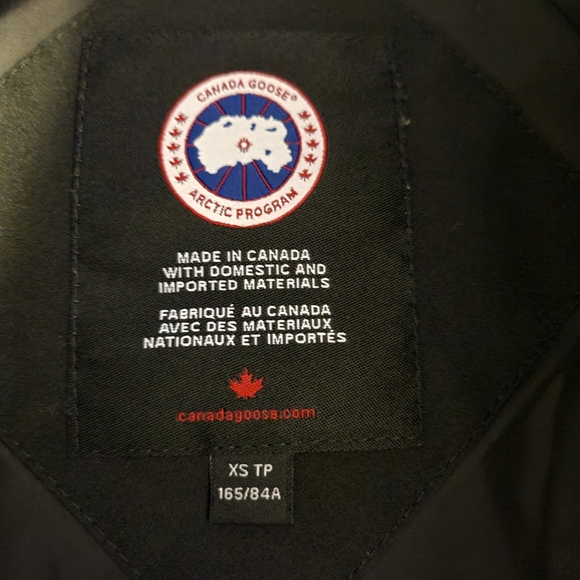 CANADA GOOSE®
ARCTIC PROGRAM
MADE IN CANADA
WITH DOMESTIC AND
IMPORTED MATERIALS
FABRIQUÉ AU CANADA
AVEC DES MATERIAUX
NATIONAUX ET IMPORTÉS
canadagoose.com
XS TP
165/84A